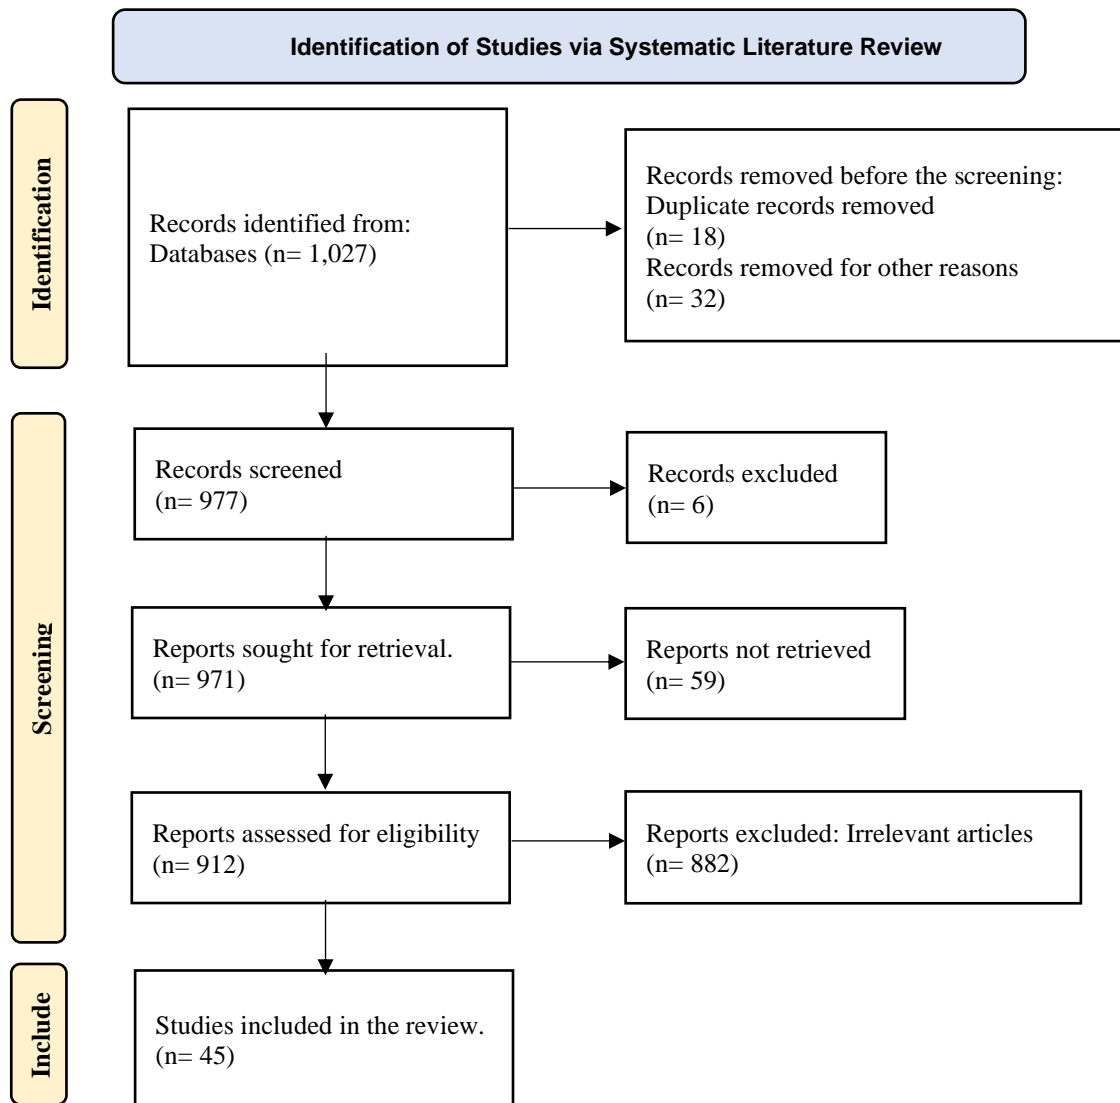 Identification of Studies via Systematic Literature Review
Identification
Records identified from:
Databases (n= 1,027)
Records removed before the screening:
Duplicate records removed
(n= 18)
Records removed for other reasons
(n= 32)
Screening
Records screened
(n= 977)
Records excluded
(n= 6)
Reports sought for retrieval.
(n= 971)
Reports not retrieved
(n= 59)
Reports assessed for eligibility
(n= 912)
Reports excluded: Irrelevant articles
(n= 882)
Include
Studies included in the review.
(n= 45)